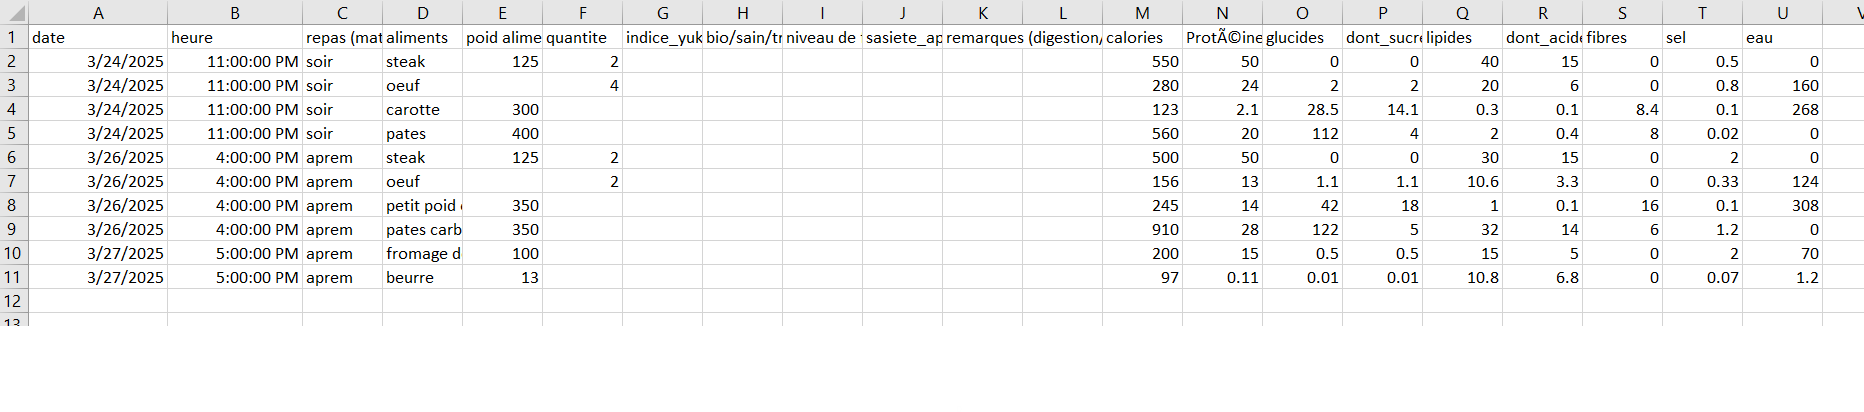 A B C D E F G H I J K L M N O P Q R S T U V
1 date heure repas (mat aliments poid alime quantite indice_yuk bio/sain/tr niveau de sasiete_ap remarques (digestion/ calories ProtÃ©ine glucides dont_sucre lipides dont_acide fibres sel eau
2 3/24/2025 11:00:00 PM soir steak 125 2 550 50 0 0 40 15 0 0.5 0
3 3/24/2025 11:00:00 PM soir oeuf 4 280 24 2 2 20 6 0 0.8 160
4 3/24/2025 11:00:00 PM soir carotte 300 123 2.1 28.5 14.1 0.3 0.1 8.4 0.1 268
5 3/24/2025 11:00:00 PM soir pates 400 560 20 112 4 2 0.4 8 0.02 0
6 3/26/2025 4:00:00 PM aprem steak 125 2 500 50 0 0 30 15 0 2 0
7 3/26/2025 4:00:00 PM aprem oeuf 2 156 13 1.1 1.1 10.6 3.3 0 0.33 124
8 3/26/2025 4:00:00 PM aprem petit poid 350 245 14 42 18 1 0.1 16 0.1 308
9 3/26/2025 4:00:00 PM aprem pates carb 350 910 28 122 5 32 14 6 1.2 0
10 3/27/2025 5:00:00 PM aprem fromage d 100 200 15 0.5 0.5 15 5 0 2 70
11 3/27/2025 5:00:00 PM aprem beurre 13 97 0.11 0.01 0.01 10.8 6.8 0 0.07 1.2
12
13